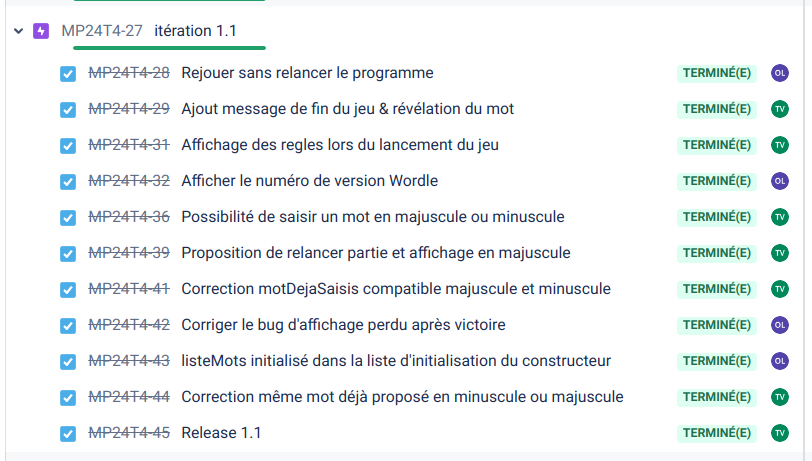 MP24T4-27 itération 1.1
MP24T4-28 Rejouer sans relancer le programme TERMINÉ(E) OL
MP24T4-29 Ajout message de fin du jeu & révélation du mot TERMINÉ(E) TV
MP24T4-31 Affichage des regles lors du lancement du jeu TERMINÉ(E) TV
MP24T4-32 Afficher le numéro de version Wordle TERMINÉ(E) OL
MP24T4-36 Possibilité de saisir un mot en majuscule ou minuscule TERMINÉ(E) TV
MP24T4-39 Proposition de relancer partie et affichage en majuscule TERMINÉ(E) TV
MP24T4-41 Correction motDejaSaisis compatible majuscule et minuscule TERMINÉ(E) TV
MP24T4-42 Corriger le bug d'affichage perdu après victoire TERMINÉ(E) OL
MP24T4-43 listeMots initialisé dans la liste d'initialisation du constructeur TERMINÉ(E) OL
MP24T4-44 Correction même mot déjà proposé en minuscule ou majuscule TERMINÉ(E) TV
MP24T4-45 Release 1.1 TERMINÉ(E) TV